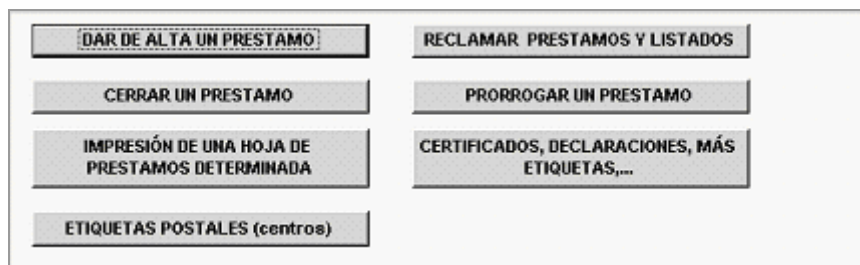 DAR DE ALTA UN PRESTAMO
RECLAMAR PRESTAMOS Y LISTADOS
CERRAR UN PRESTAMO
PRORROGAR UN PRESTAMO
IMPRESIÓN DE UNA HOJA DE
PRESTAMOS DETERMINADA
CERTIFICADOS, DECLARACIONES, MÁS
ETIQUETAS,...
ETIQUETAS POSTALES (centros)